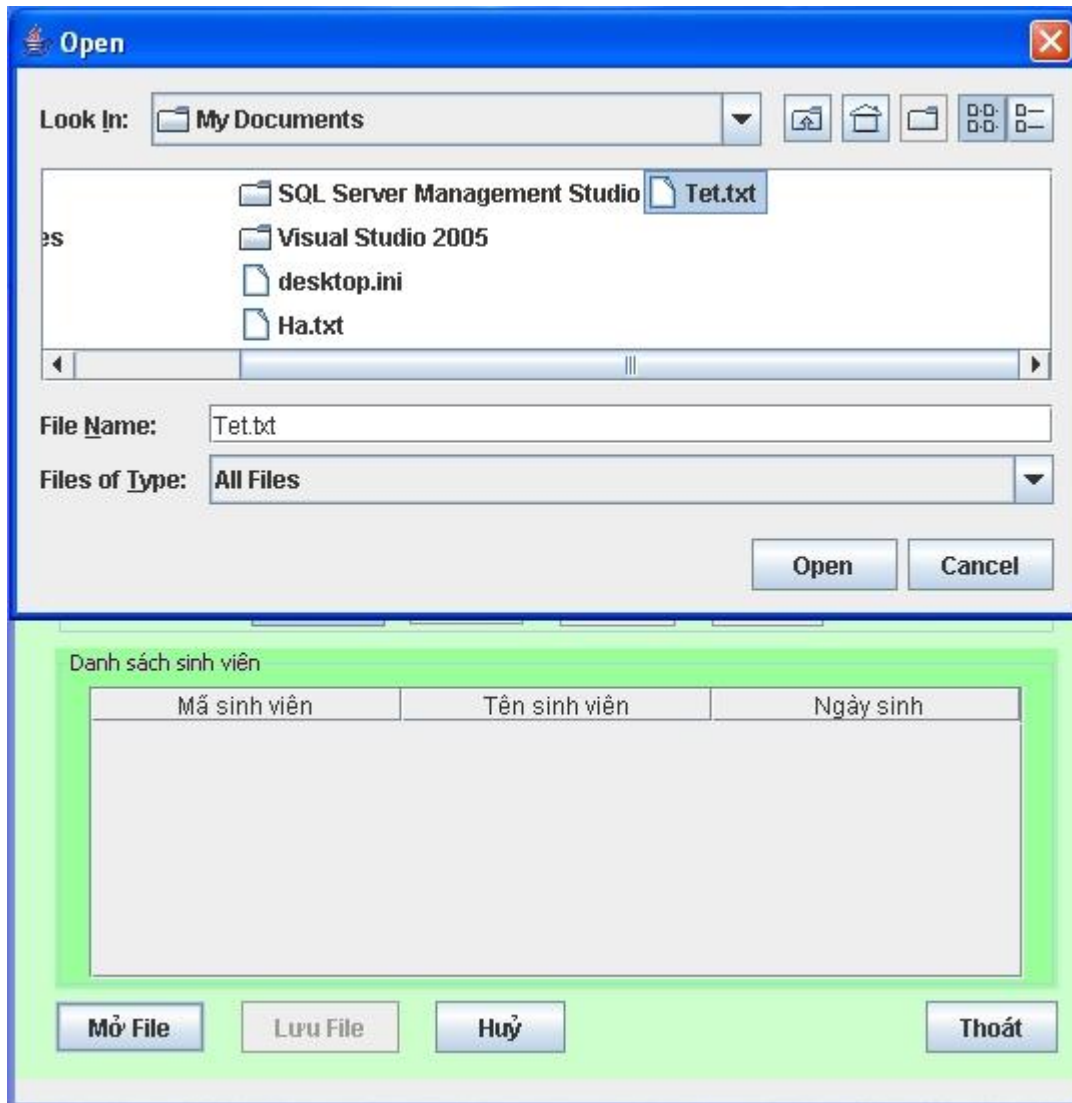 Open
Look In: My Documents
SQL Server Management Studio Tet.txt
es Visual Studio 2005
desktop.ini
Ha.txt
File Name: Tet.txt
Files of Type: All Files
Open Cancel
Danh sách sinh viên
Mã sinh viên Tên sinh viên Ngày sinh
Mở File Lưu File Huỷ Thoát